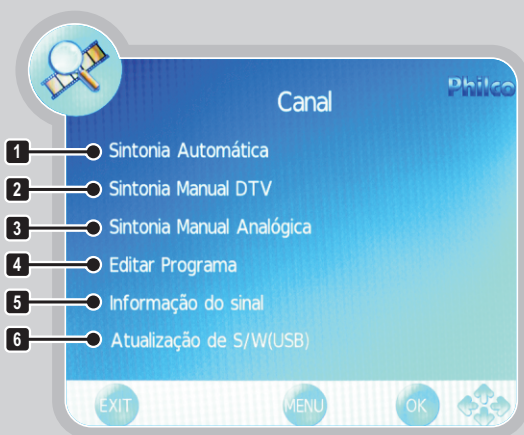 Canal
Philco
1 Sintonia Automática
2 Sintonia Manual DTV
3 Sintonia Manual Analógica
4 Editar Programa
5 Informação do sinal
6 Atualização de S/W(USB)
EXIT MENU OK